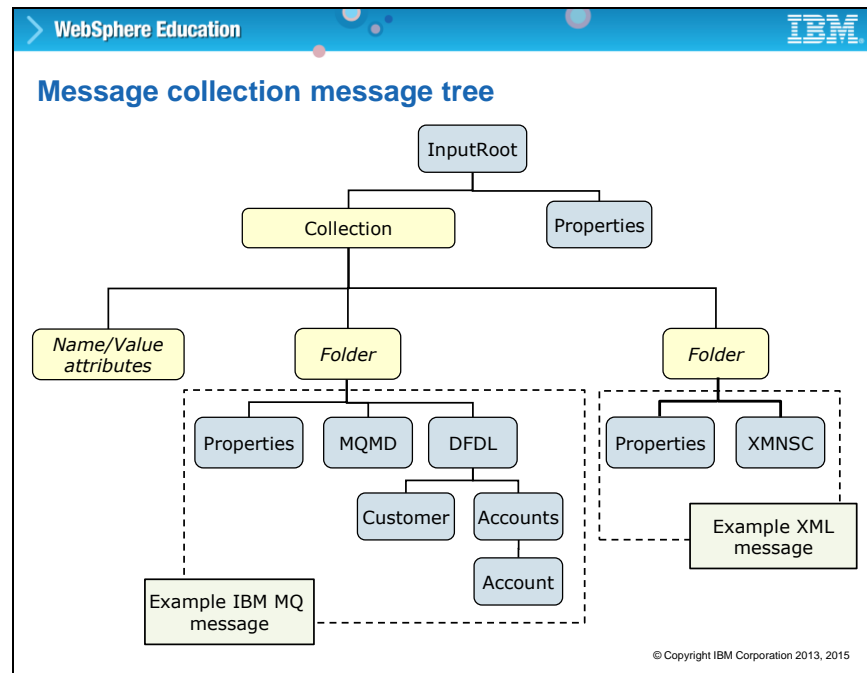 WebSphere Education
IBM.
Message collection message tree
InputRoot
Collection
Properties
Name/Value
attributes
Folder
Folder
Properties
MQMD
DFDL
Properties
XMNSC
Customer
Accounts
Example XML
message
Account
Example IBM MQ
message
© Copyright IBM Corporation 2013, 2015